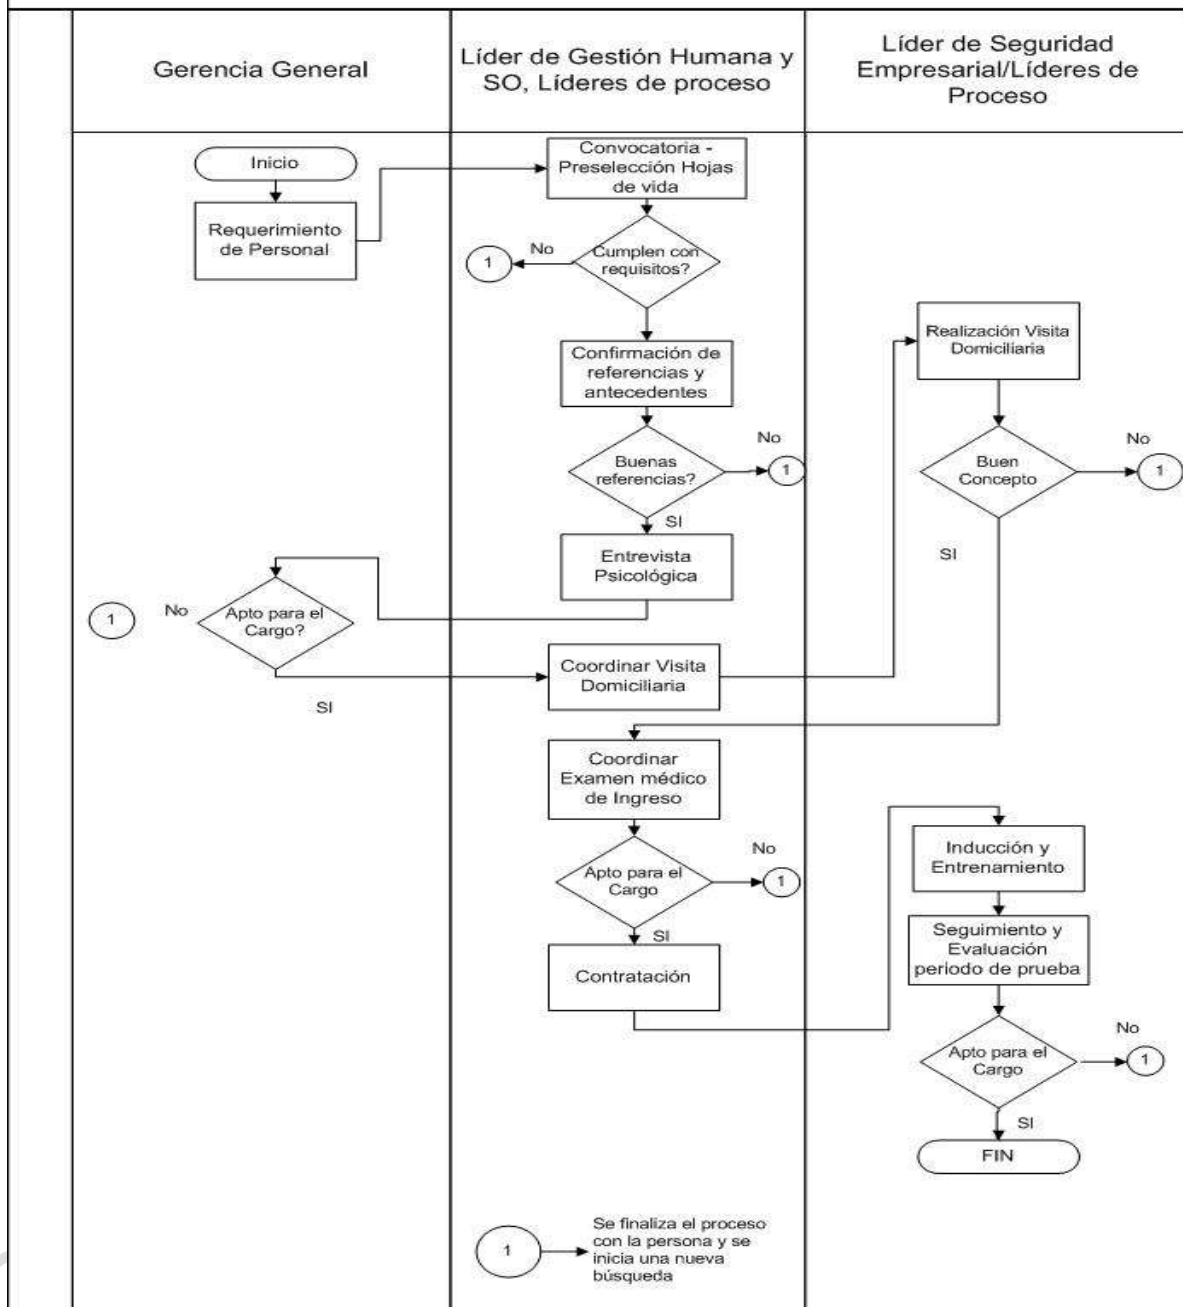 Gerencia General
Líder de Gestión Humana y
SO, Líderes de proceso
Líder de Seguridad
Empresarial/Líderes de
Proceso
Inicio
Requerimiento
de Personal
Convocatoria -
Preselección Hojas
de vida
Cumplen con
requisitos?
No
1
Confirmación de
referencias y
antecedentes
Buenas
referencias?
No
1
SI
Entrevista
Psicológica
Apto para el
Cargo?
No
1
SI
Coordinar Visita
Domiciliaria
Realización Visita
Domiciliaria
Buen
Concepto
No
1
SI
Coordinar
Examen médico
de Ingreso
Apto para el
Cargo
No
1
SI
Contratación
Inducción y
Entrenamiento
Seguimiento y
Evaluación
periodo de prueba
Apto para el
Cargo
No
1
SI
FIN
1
Se finaliza el proceso
con la persona y se
inicia una nueva
búsqueda